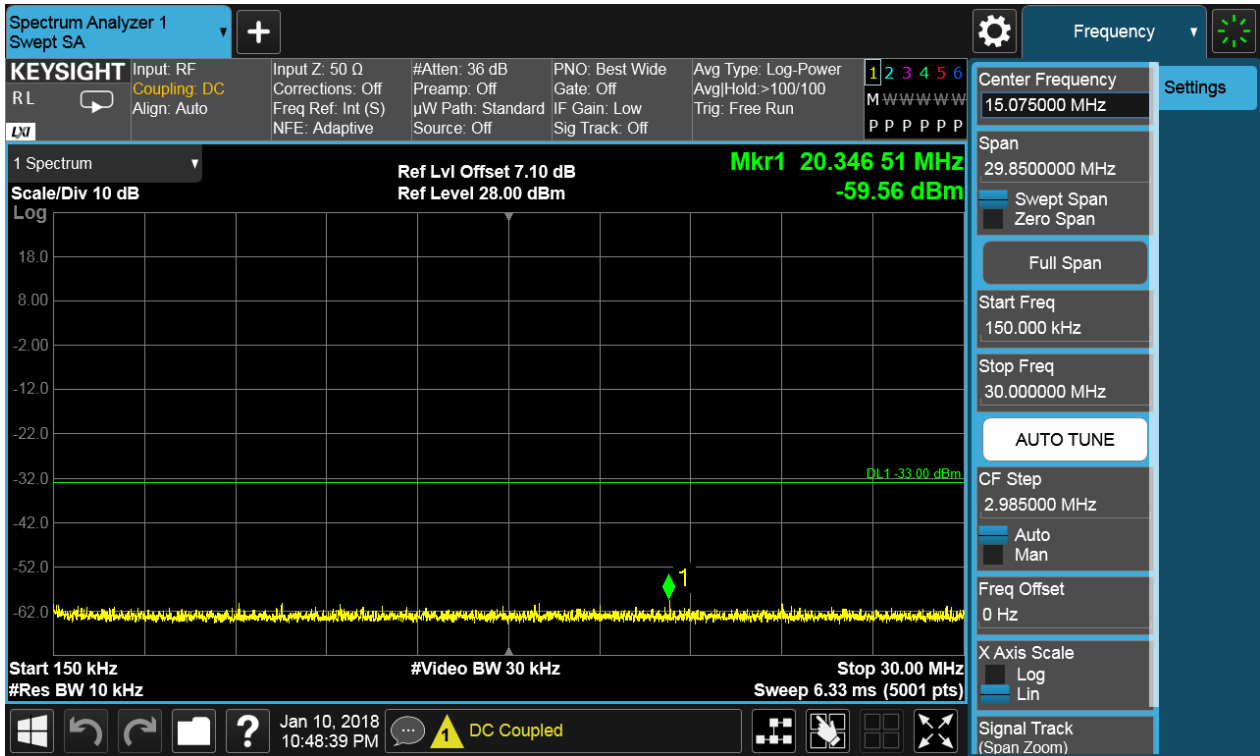 Spectrum Analyzer 1
Swept SA
+
Frequency
KEYSIGHT
RL
LXI
Input: RF
Coupling: DC
Align: Auto
Input Z: 50 Ω
Corrections: Off
Freq Ref: Int (S)
NFE: Adaptive
#Atten: 36 dB
Preamp: Off
µW Path: Standard
Source: Off
PNO: Best Wide
Gate: Off
IF Gain: Low
Sig Track: Off
Avg Type: Log-Power
Avg|Hold:>100/100
Trig: Free Run
1 2 3 4 5 6
M W W W W W
P P P P P P
1 Spectrum
Scale/Div 10 dB
Log
Ref Lvl Offset 7.10 dB
Ref Level 28.00 dBm
Mkr1 20.346 51 MHz
-59.56 dBm
18.0
8.00
-2.00
-12.0
-22.0
-32.0
-42.0
-52.0
-62.0
DL1 -33.00 dBm
1
Start 150 kHz
#Res BW 10 kHz
#Video BW 30 kHz
Stop 30.00 MHz
Sweep 6.33 ms (5001 pts)
Center Frequency
15.075000 MHz
Span
29.8500000 MHz
Swept Span
Zero Span
Full Span
Start Freq
150.000 kHz
Stop Freq
30.000000 MHz
AUTO TUNE
CF Step
2.985000 MHz
Auto
Man
Freq Offset
0 Hz
X Axis Scale
Log
Lin
Signal Track
(Span Zoom)
Settings
?
Jan 10, 2018
10:48:39 PM
1
DC Coupled